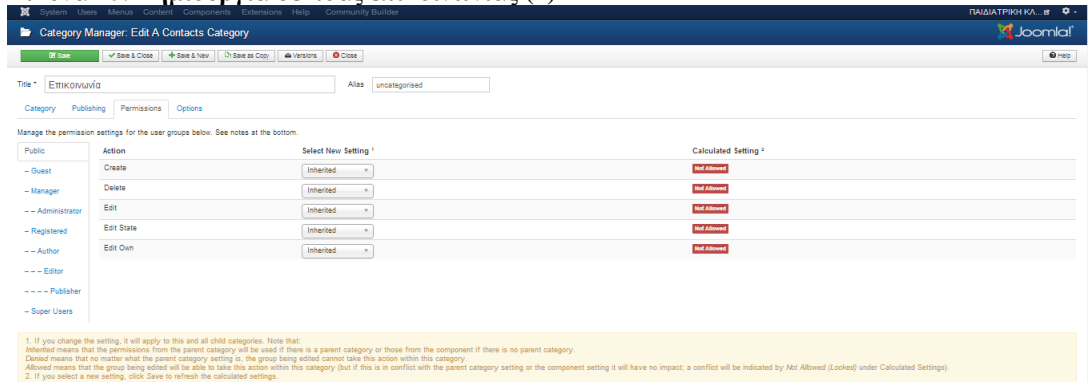 System Users Menus Content Components Extensions Help Community Builder ΠΑΙΔΙΑΤΡΙΚΗ ΚΛ...
Category Manager: Edit A Contacts Category Joomla!
Save Save & Close Save & New Save as Copy Versions Close Help
Title * Επικοινωνία Alias uncategorised
Category Publishing Permissions Options
Manage the permission settings for the user groups below. See notes at the bottom.
Public Action Select New Setting 1 Calculated Setting 2
– Guest Create Inherited Not Allowed
– Manager Delete Inherited Not Allowed
– – Administrator Edit Inherited Not Allowed
– Registered Edit State Inherited Not Allowed
– – Author Edit Own Inherited Not Allowed
– – – Editor
– – – – Publisher
– Super Users
1. If you change the setting, it will apply to this and all child categories. Note that:
Inherited means that the permissions from the parent category will be used if there is a parent category or those from the component if there is no parent category.
Denied means that no matter what the parent category setting is, the group being edited cannot take this action within this category.
Allowed means that the group being edited will be able to take this action within this category (but if this is in conflict with the parent category setting or the component setting it will have no impact; a conflict will be indicated by Not Allowed (Locked) under Calculated Settings).
2. If you select a new setting, click Save to refresh the calculated settings.